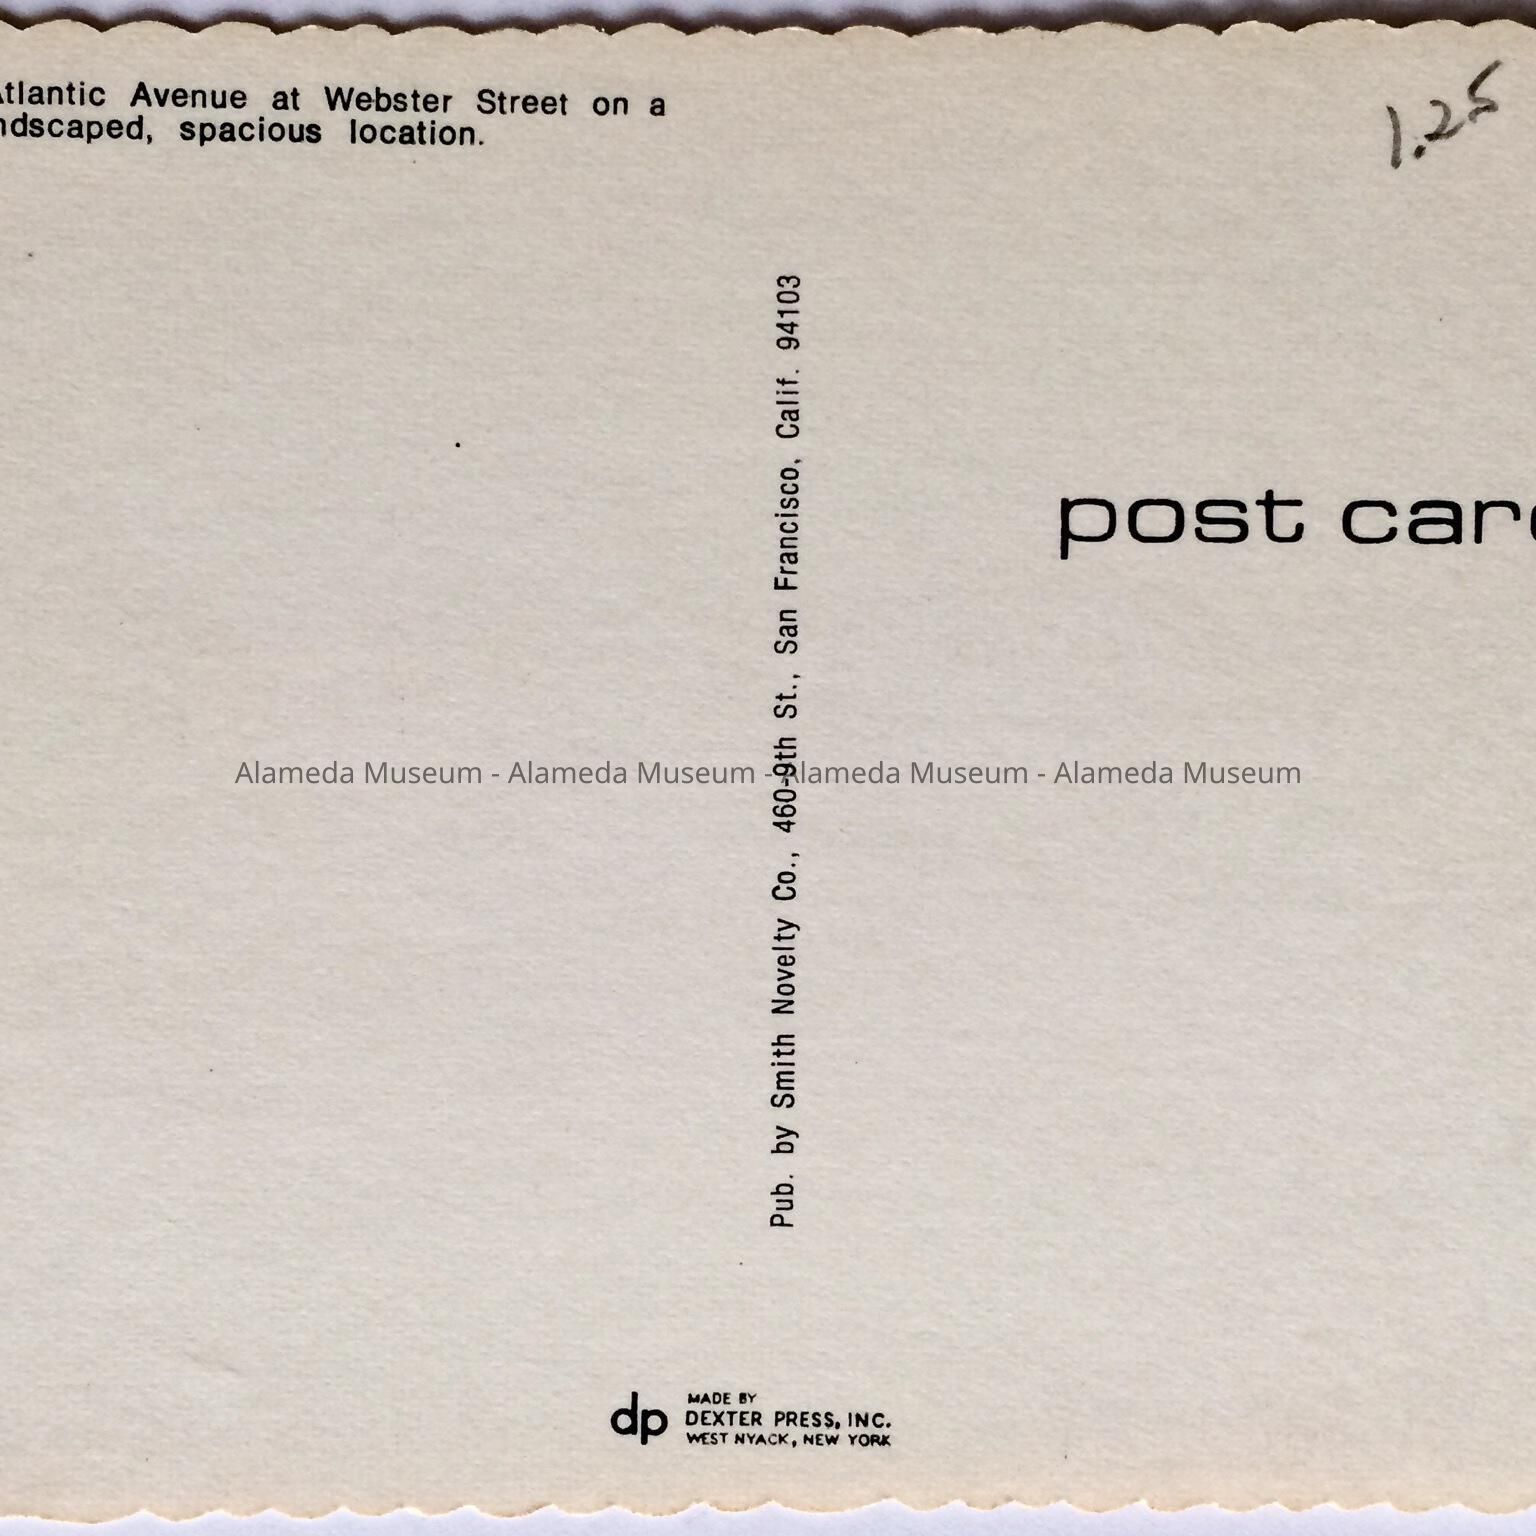 Atlantic Avenue at Webster Street on a
ndscaped, spacious location.
1.25
Pub. by Smith Novelty Co., 460-9th St., San Francisco, Calif. 94103
post card
Alameda Museum - Alameda Museum - Alameda Museum - Alameda Museum
dp
MADE BY
DEXTER PRESS, INC.
WEST NYACK, NEW YORK